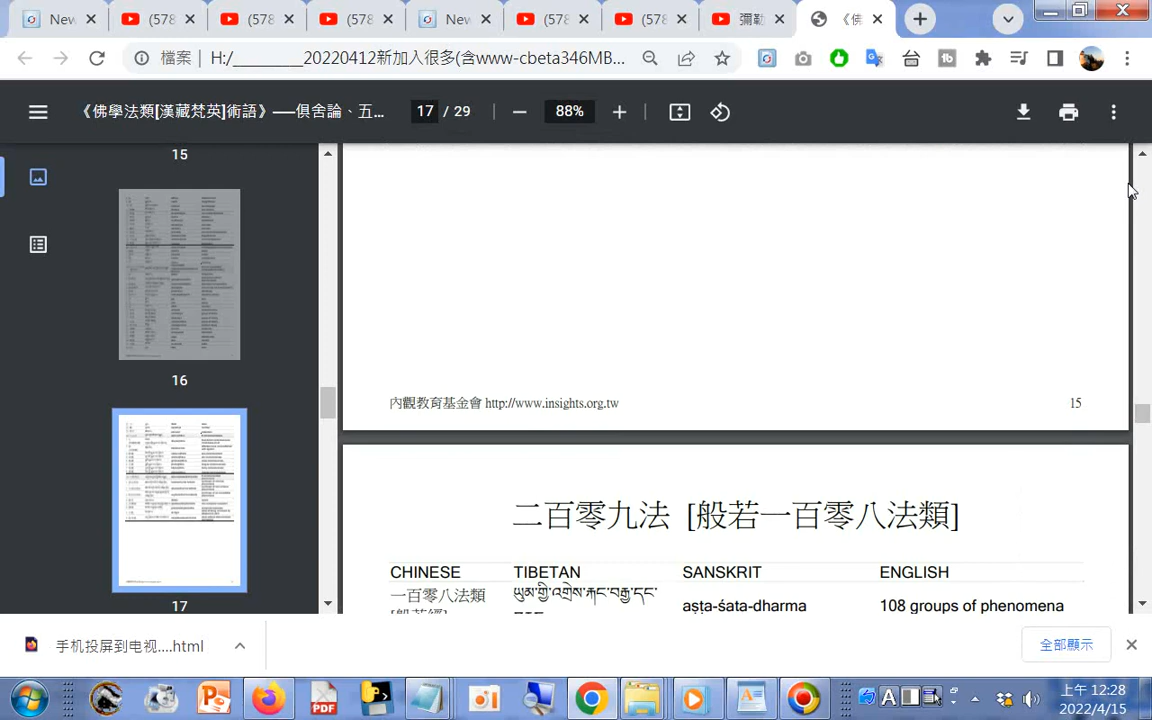 New
(578
(578
(578
New
(578
(578
彌勒
《佛
檔案 | H:/________20220412新加入很多(含www-cbeta346MB...
《佛學法類[漢藏梵英]術語》──俱舍論、五...
17 / 29
88%
15
16
17
內觀教育基金會 http://www.insights.org.tw
15
二百零九法 [般若一百零八法類]
CHINESE TIBETAN SANSKRIT ENGLISH
一百零八法類 ཡུམ་གྱི་འགྲེས་རྐང་བརྒྱ་དང་ aṣṭa-śata-dharma 108 groups of phenomena
手机投屏到电视....html
全部顯示
上午 12:28
2022/4/15